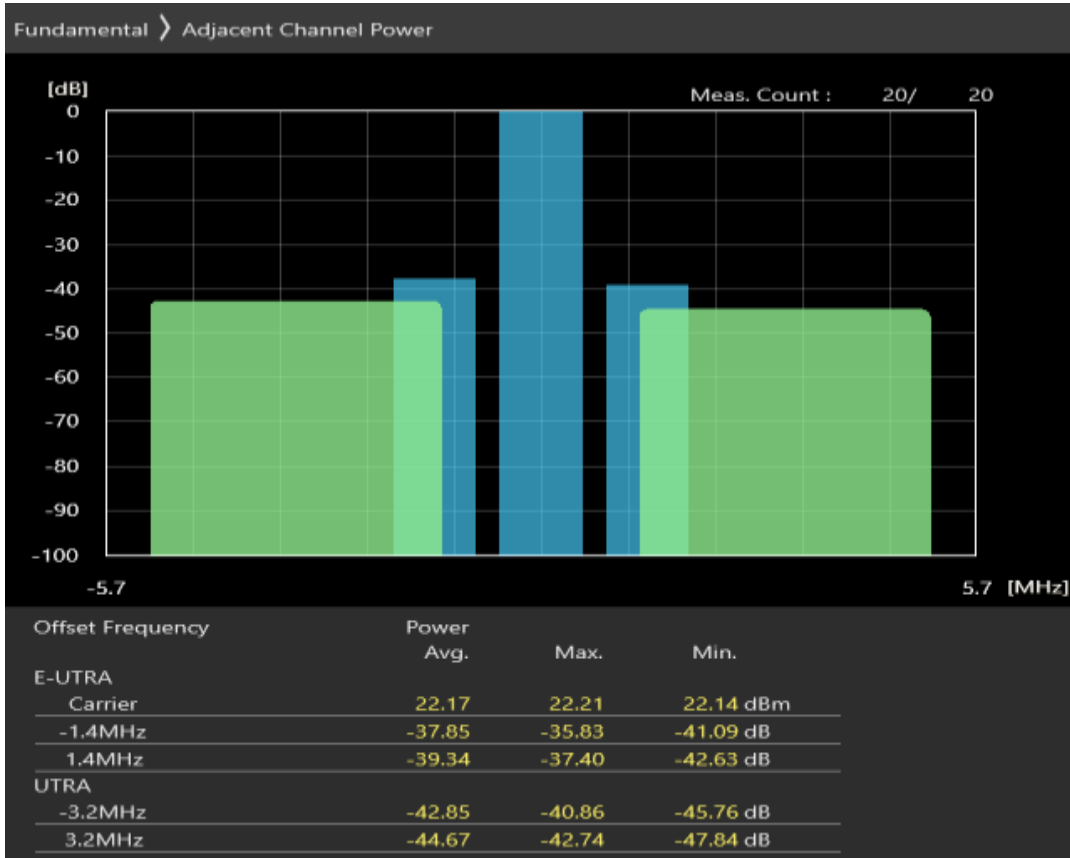 Fundamental 〉 Adjacent Channel Power
[dB]
Meas. Count : 20/ 20
0
-10
-20
-30
-40
-50
-60
-70
-80
-90
-100
-5.7 5.7 [MHz]
Offset Frequency Power
Avg. Max. Min.
E-UTRA
Carrier 22.17 22.21 22.14 dBm
-1.4MHz -37.85 -35.83 -41.09 dB
1.4MHz -39.34 -37.40 -42.63 dB
UTRA
-3.2MHz -42.85 -40.86 -45.76 dB
3.2MHz -44.67 -42.74 -47.84 dB